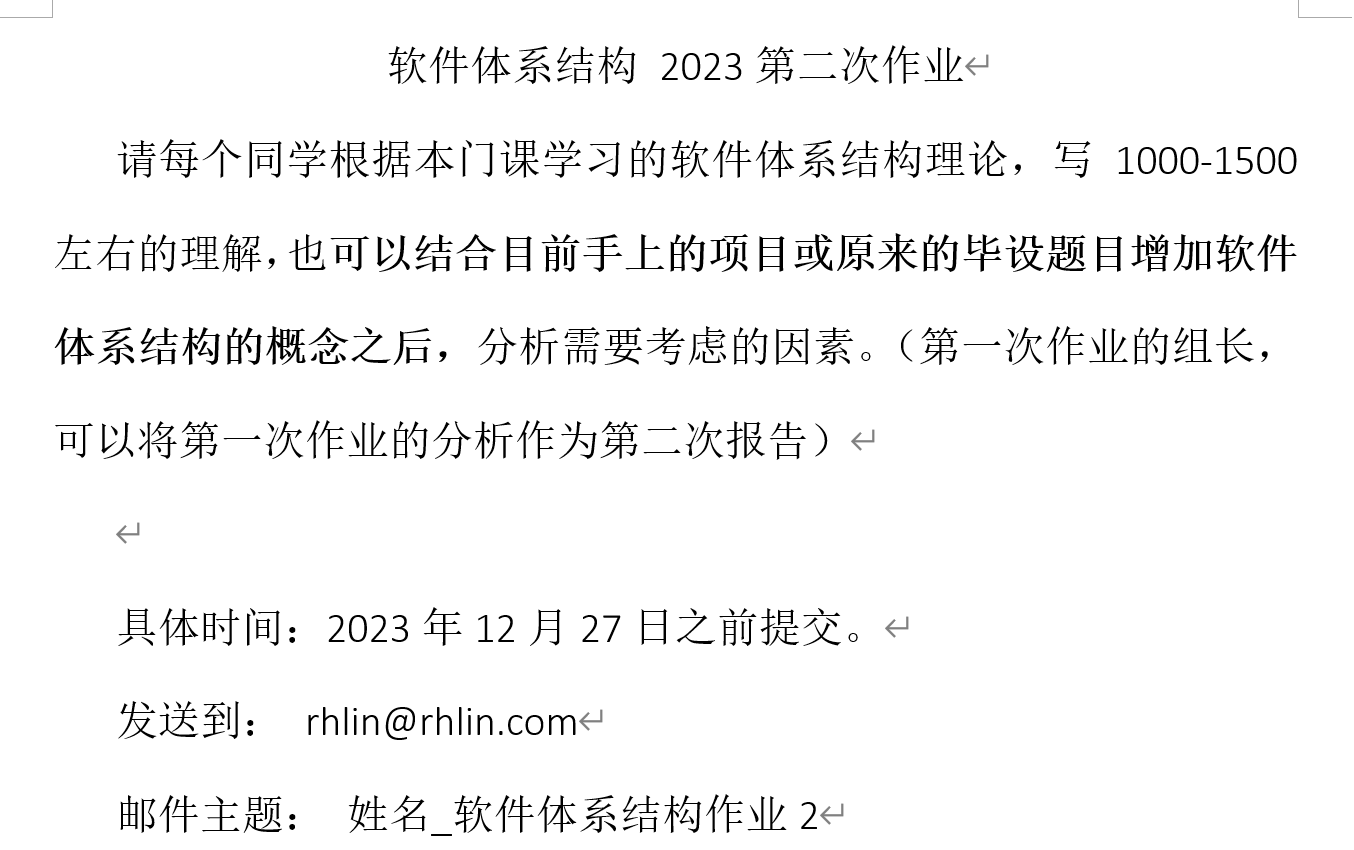 软件体系结构 2023 第二次作业↵
请每个同学根据本门课学习的软件体系结构理论，写 1000-1500
左右的理解，也可以结合目前手上的项目或原来的毕设题目增加软件
体系结构的概念之后，分析需要考虑的因素。（第一次作业的组长，
可以将第一次作业的分析作为第二次报告）↵
↵
具体时间：2023 年 12 月 27 日之前提交。↵
发送到： rhlin@rhlin.com↵
邮件主题： 姓名_软件体系结构作业 2↵